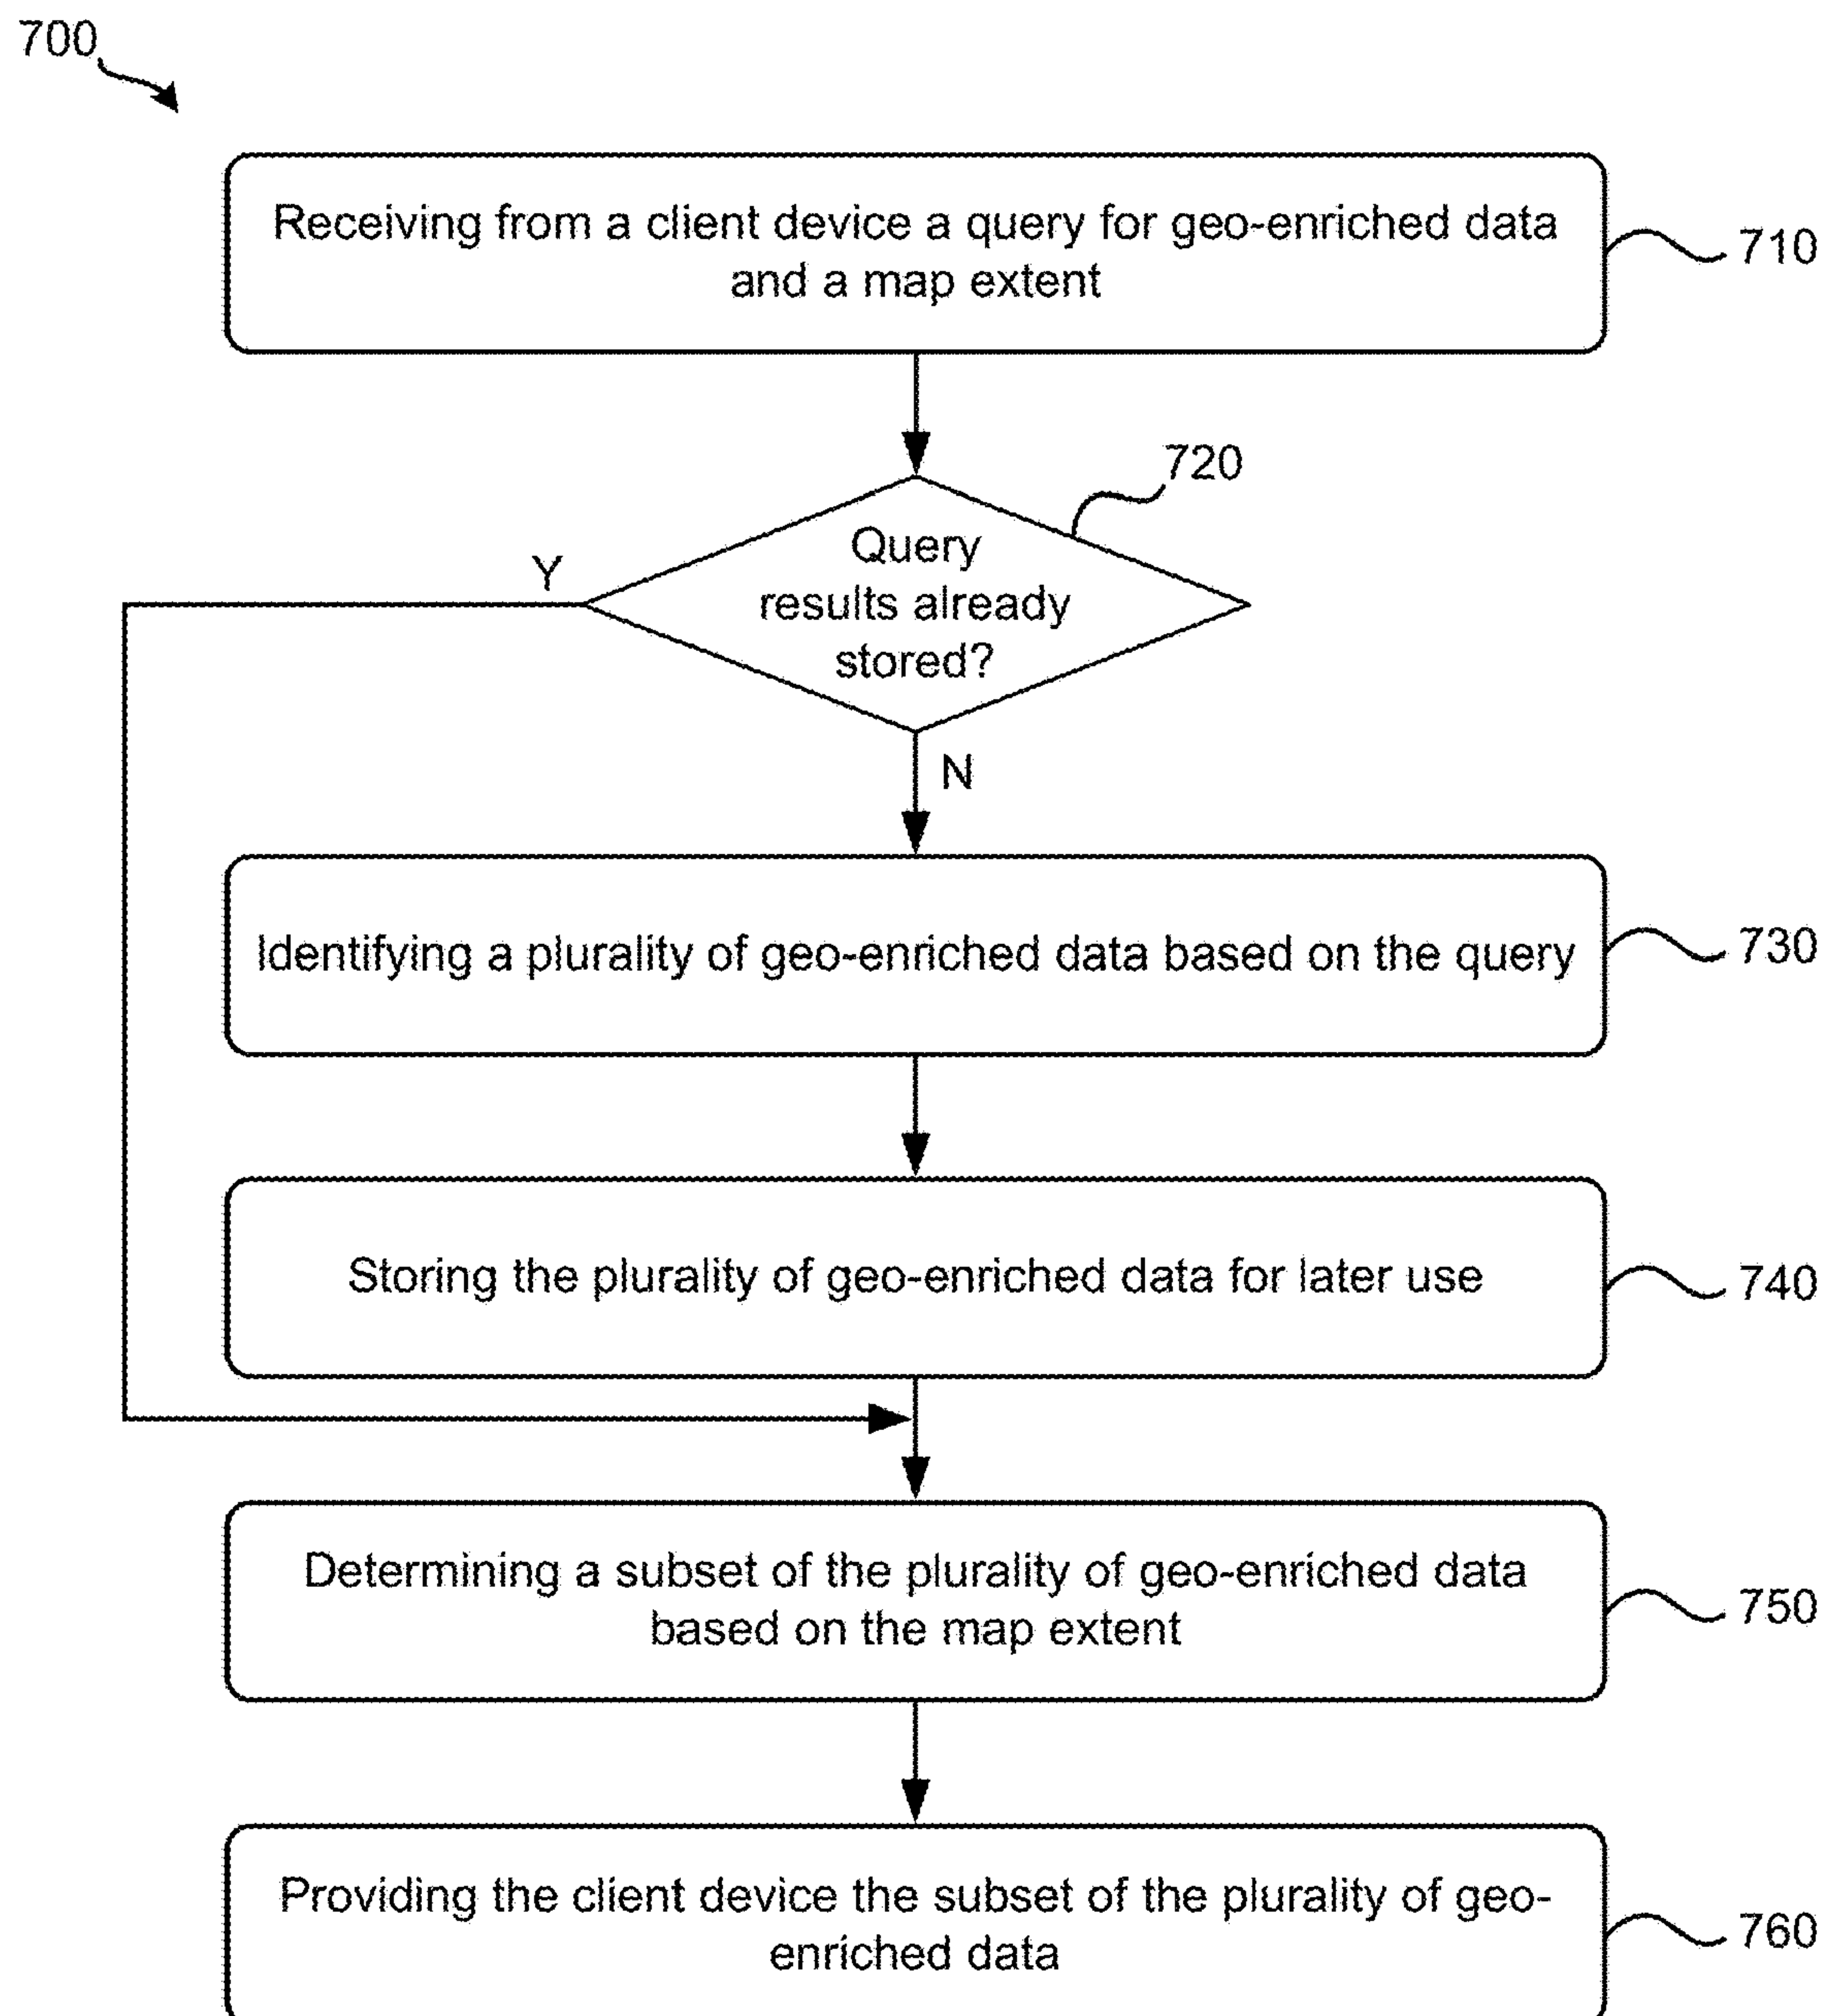 700
Receiving from a client device a query for geo-enriched data
and a map extent
710
720
Query
results already
stored?
Y
N
Identifying a plurality of geo-enriched data based on the query
730
Storing the plurality of geo-enriched data for later use
740
Determining a subset of the plurality of geo-enriched data
based on the map extent
750
Providing the client device the subset of the plurality of geo-
enriched data
760